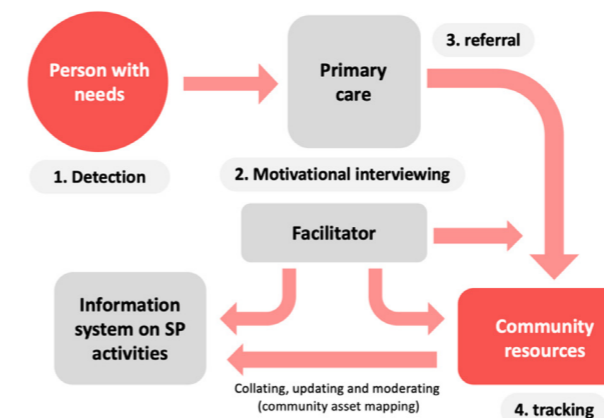 3. referral
Person with
needs
Primary
care
1. Detection
2. Motivational interviewing
Facilitator
Information
system on SP
activities
Community
resources
Collating, updating and moderating
(community asset mapping)
4. tracking